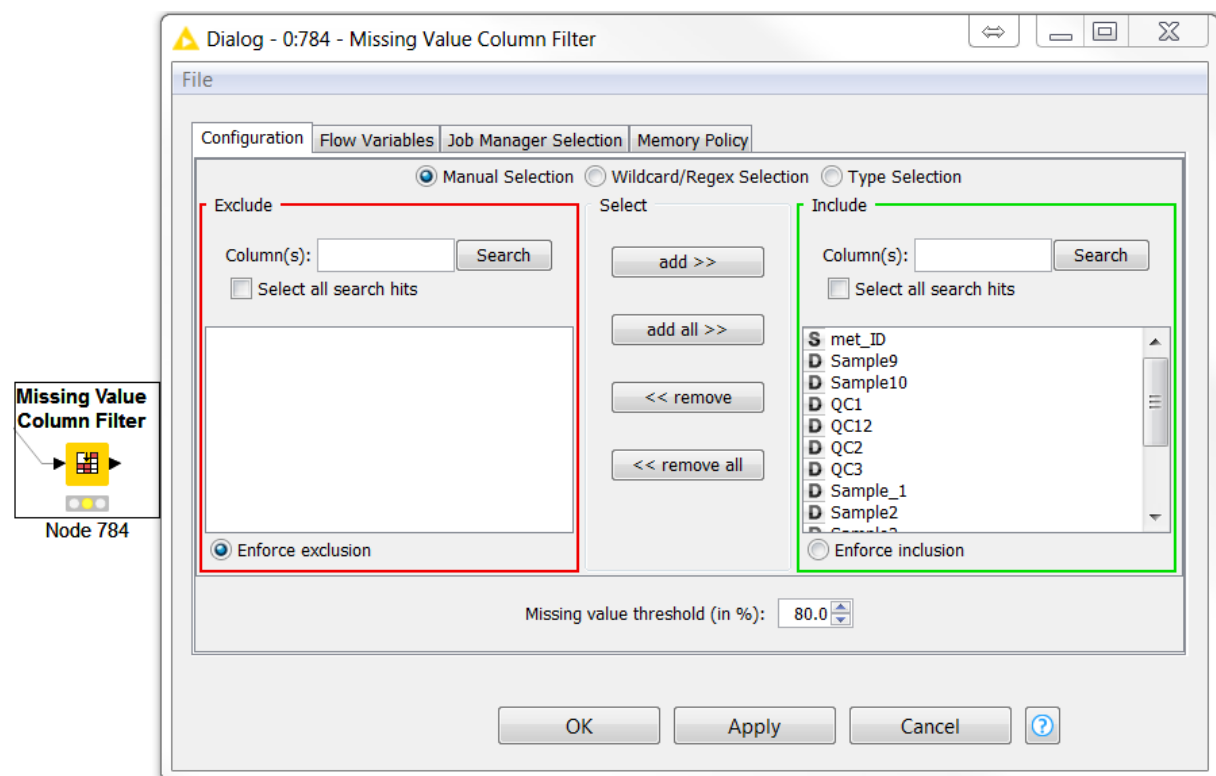 Dialog - 0:784 - Missing Value Column Filter
File
Configuration Flow Variables Job Manager Selection Memory Policy
Manual Selection Wildcard/Regex Selection Type Selection
Exclude
Column(s): Search
Select all search hits
Enforce exclusion
Select
add >>
add all >>
<< remove
<< remove all
Include
Column(s): Search
Select all search hits
S met_ID
D Sample9
D Sample10
D QC1
D QC12
D QC2
D QC3
D Sample_1
D Sample2
Enforce inclusion
Missing value threshold (in %): 80.0
OK Apply Cancel ?
Missing Value
Column Filter
Node 784